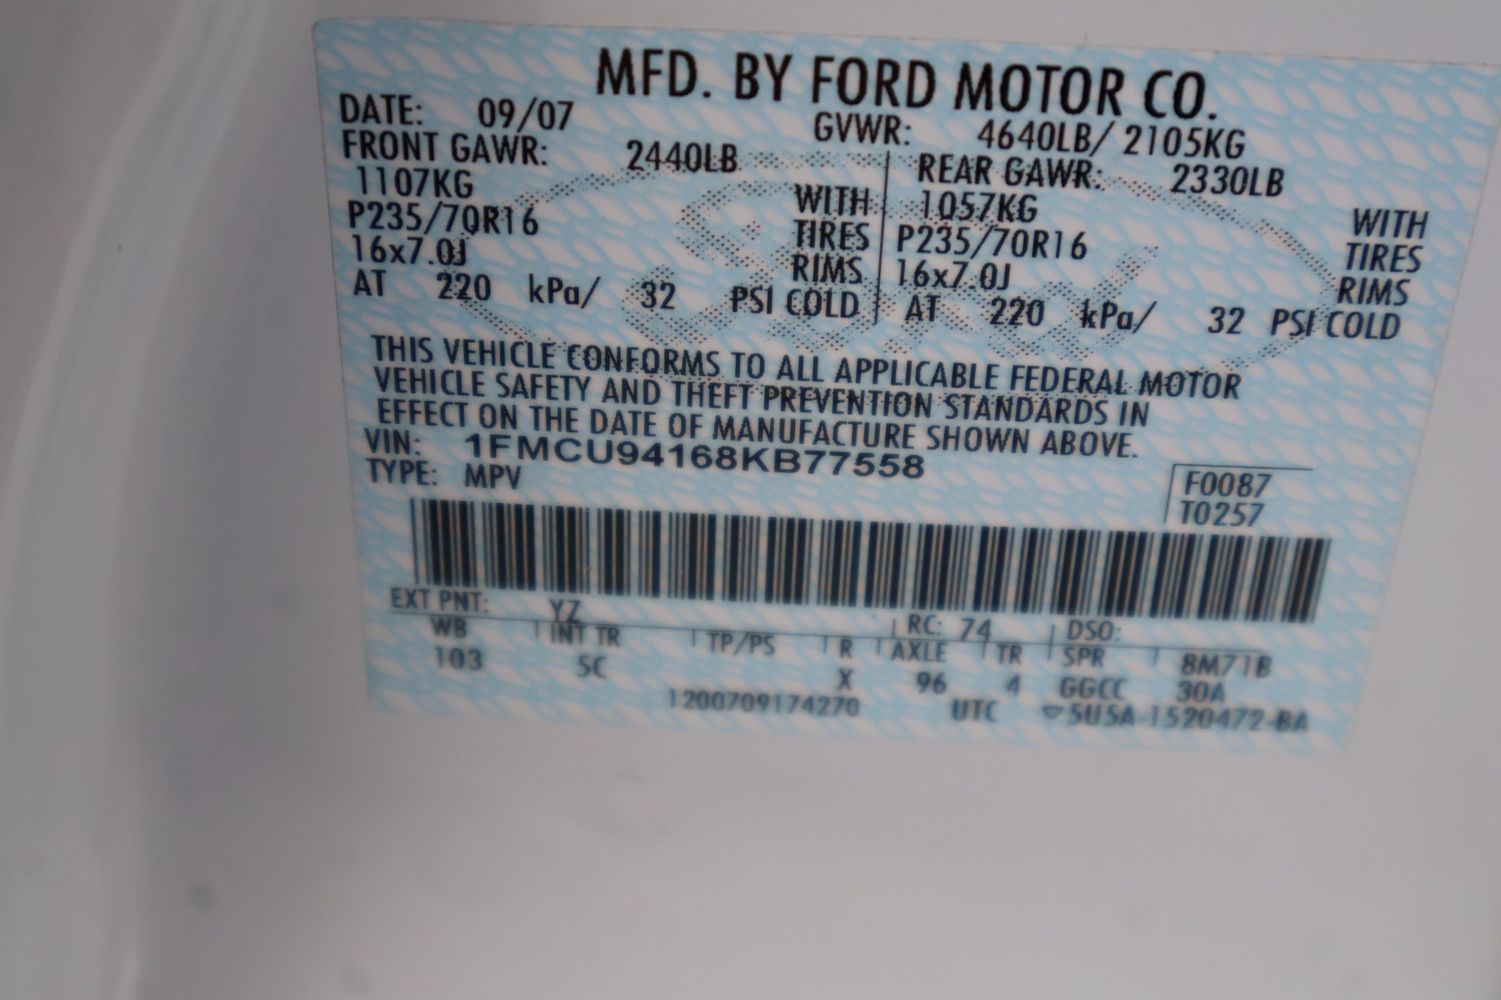 MFD. BY FORD MOTOR CO.
DATE: 09/07 GVWR: 4640LB/ 2105KG
FRONT GAWR: 2440LB REAR GAWR: 2330LB
1107KG WITH 1057KG WITH
P235/70R16 TIRES P235/70R16 TIRES
16x7.0J RIMS 16x7.0J RIMS
AT 220 kPa/ 32 PSI COLD AT 220 kPa/ 32 PSI COLD
THIS VEHICLE CONFORMS TO ALL APPLICABLE FEDERAL MOTOR
VEHICLE SAFETY AND THEFT PREVENTION STANDARDS IN
EFFECT ON THE DATE OF MANUFACTURE SHOWN ABOVE.
VIN: 1FMCU94168KB77558
TYPE: MPV
F0087
T0257
EXT PNT: YZ RC: 74 DSO:
WB INT TR TP/PS R AXLE TR SPR 8M71B
103 5C X 96 4 GGCC 30A
1200709174270 UTC 5U5A-1520472-BA